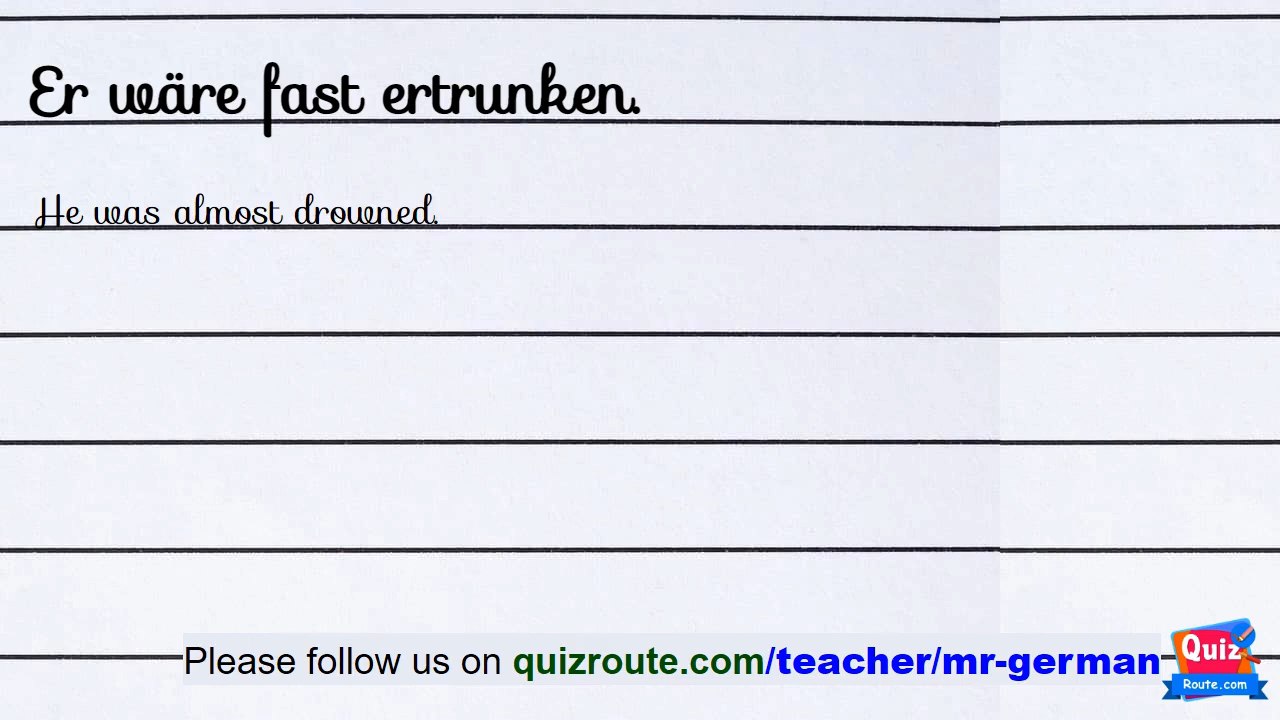 Er wäre fast ertrunken.
He was almost drowned.
Please follow us on quizroute.com/teacher/mr-german
Quiz
Route.com